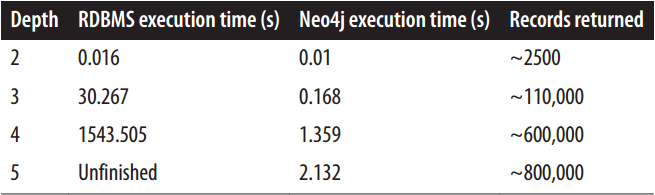 Depth RDBMS execution time (s) Neo4j execution time (s) Records returned
2 0.016 0.01 ~2500
3 30.267 0.168 ~110,000
4 1543.505 1.359 ~600,000
5 Unfinished 2.132 ~800,000